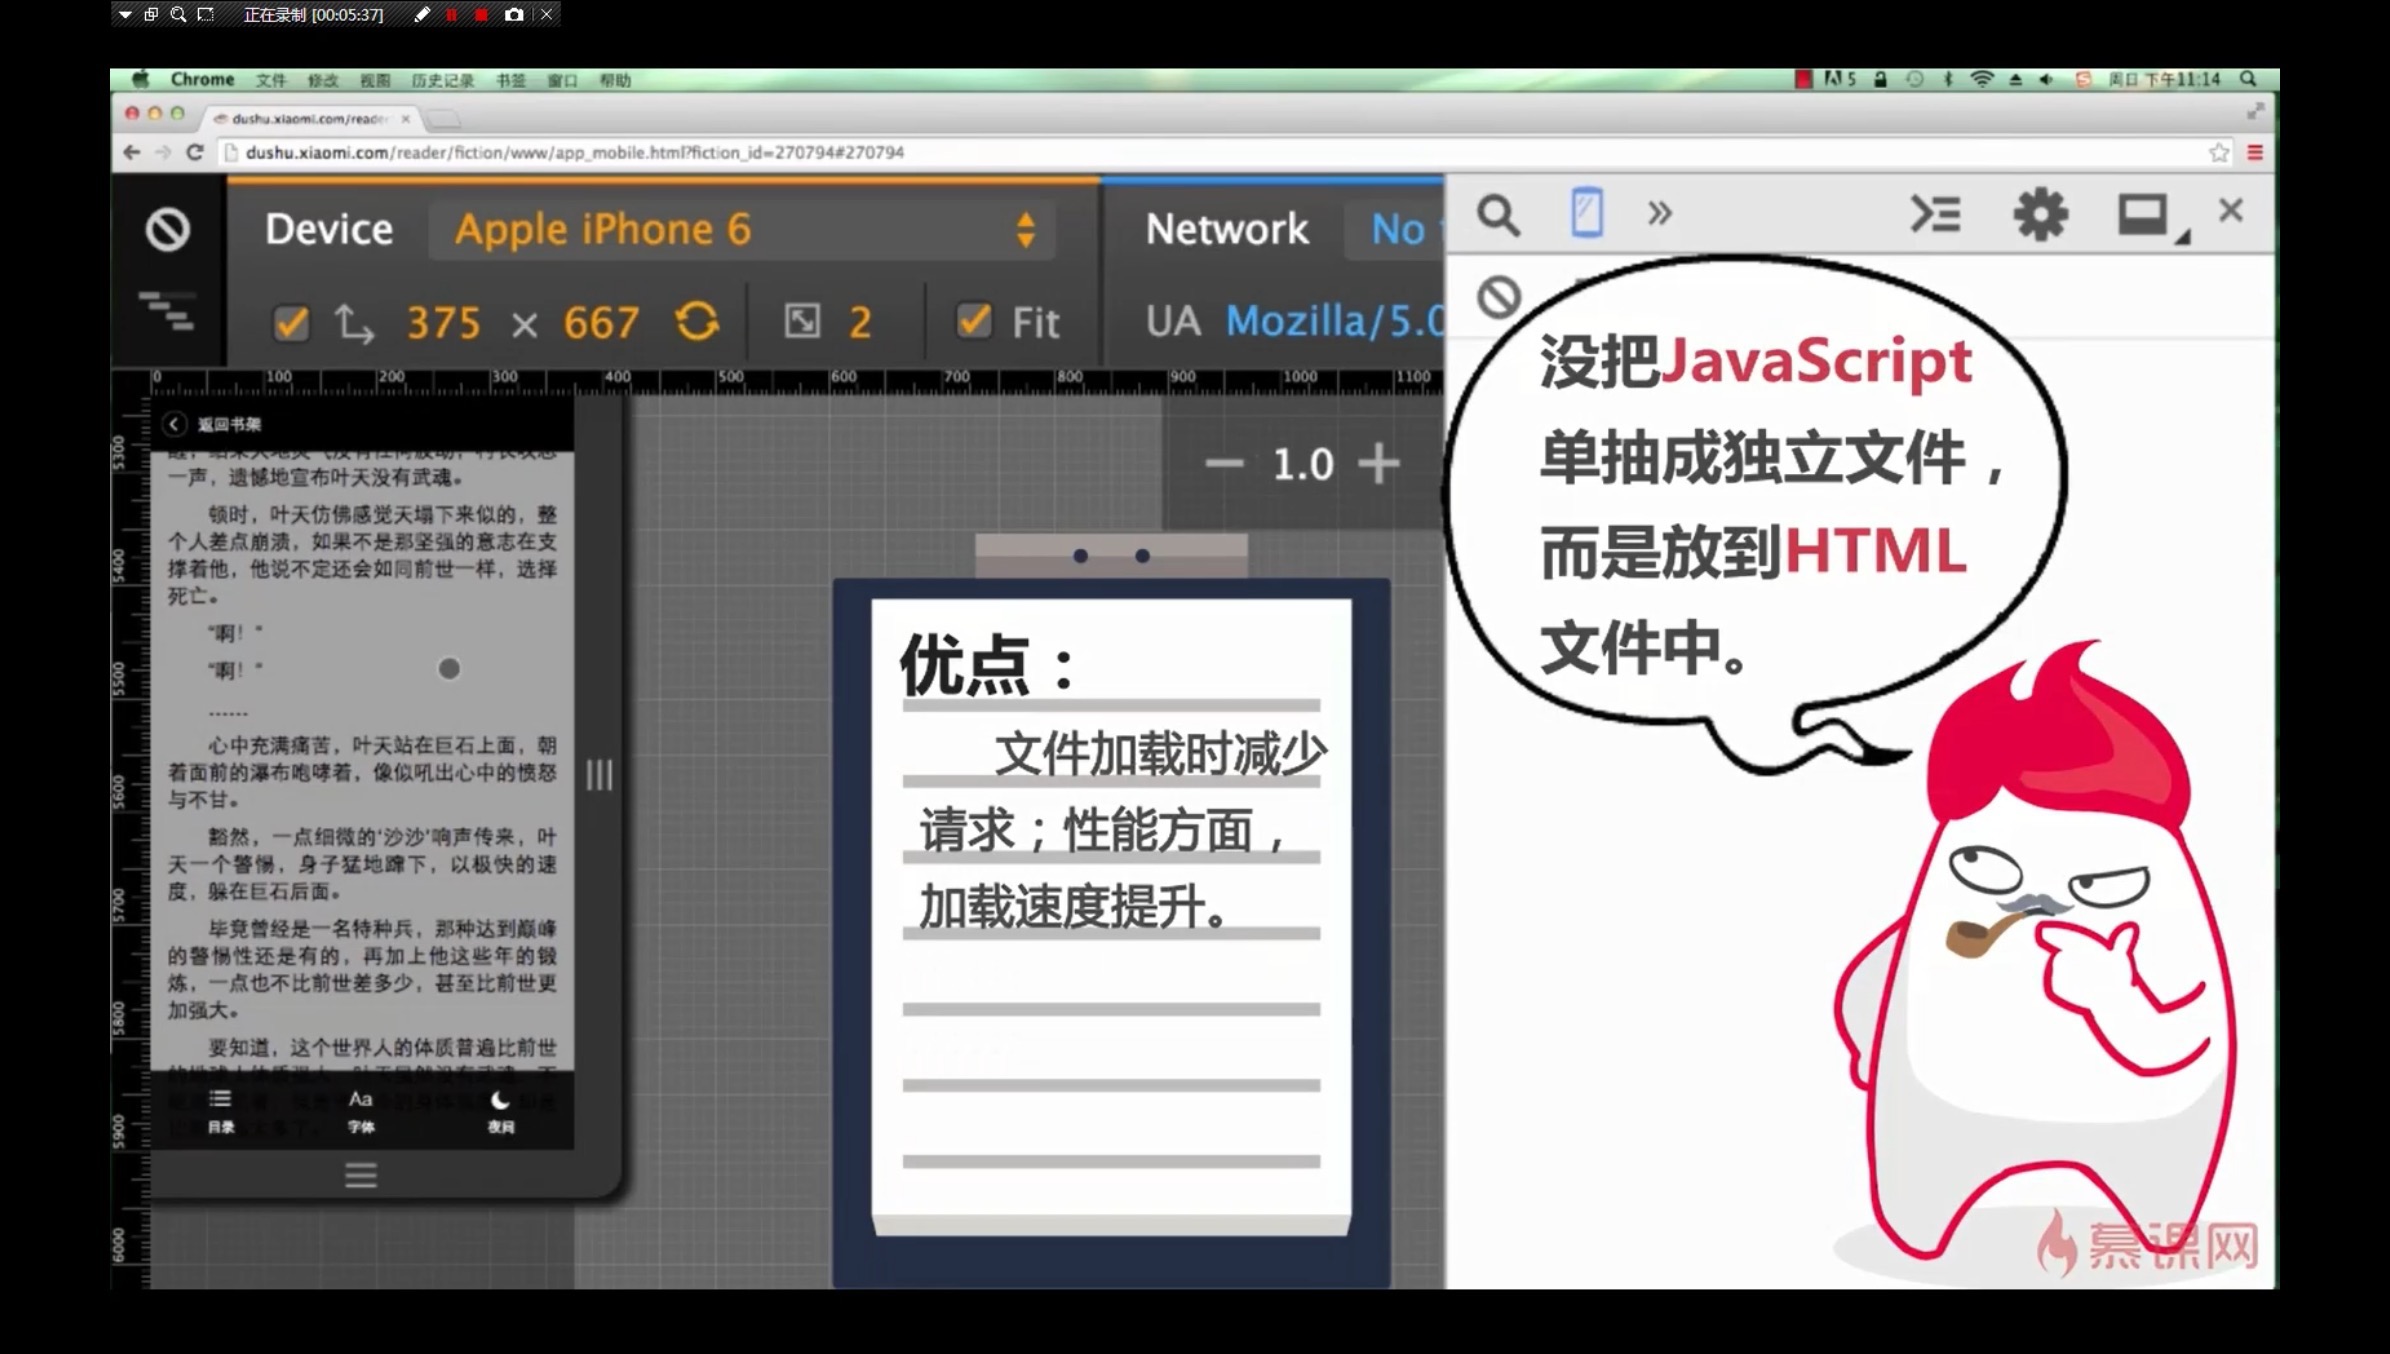 正在录制 [00:05:37]
Chrome 文件 修改 视图 历史记录 书签 窗口 帮助
5 周日 下午11:14
dushu.xiaomi.com/reader
dushu.xiaomi.com/reader/fiction/www/app_mobile.html?fiction_id=270794#270794
Device Apple iPhone 6
Network No
375 × 667 2 Fit
UA Mozilla/5.0
0 100 200 300 400 500 600 700 800 900 1000 1100
5300
5400
5500
5600
5700
5800
5900
6000
返回书架
一声，遗憾地宣布叶天没有武魂。
顿时，叶天仿佛感觉天塌下来似的，整
个人差点崩溃，如果不是那坚强的意志在支
撑着他，他说不定还会如同前世一样，选择
死亡。
“啊！”
“啊！”
……
心中充满痛苦，叶天站在巨石上面，朝
着面前的瀑布咆哮着，像似吼出心中的愤怒
与不甘。
豁然，一点细微的‘沙沙’响声传来，叶
天一个警惕，身子猛地蹿下，以极快的速
度，躲在巨石后面。
毕竟曾经是一名特种兵，那种达到巅峰
的警惕性还是有的，再加上他这些年的锻
炼，一点也不比前世差多少，甚至比前世更
加强大。
要知道，这个世界人的体质普遍比前世
目录 Aa 字体 夜间
1.0
优点：
文件加载时减少
请求；性能方面，
加载速度提升。
没把JavaScript
单抽成独立文件，
而是放到HTML
文件中。
慕课网